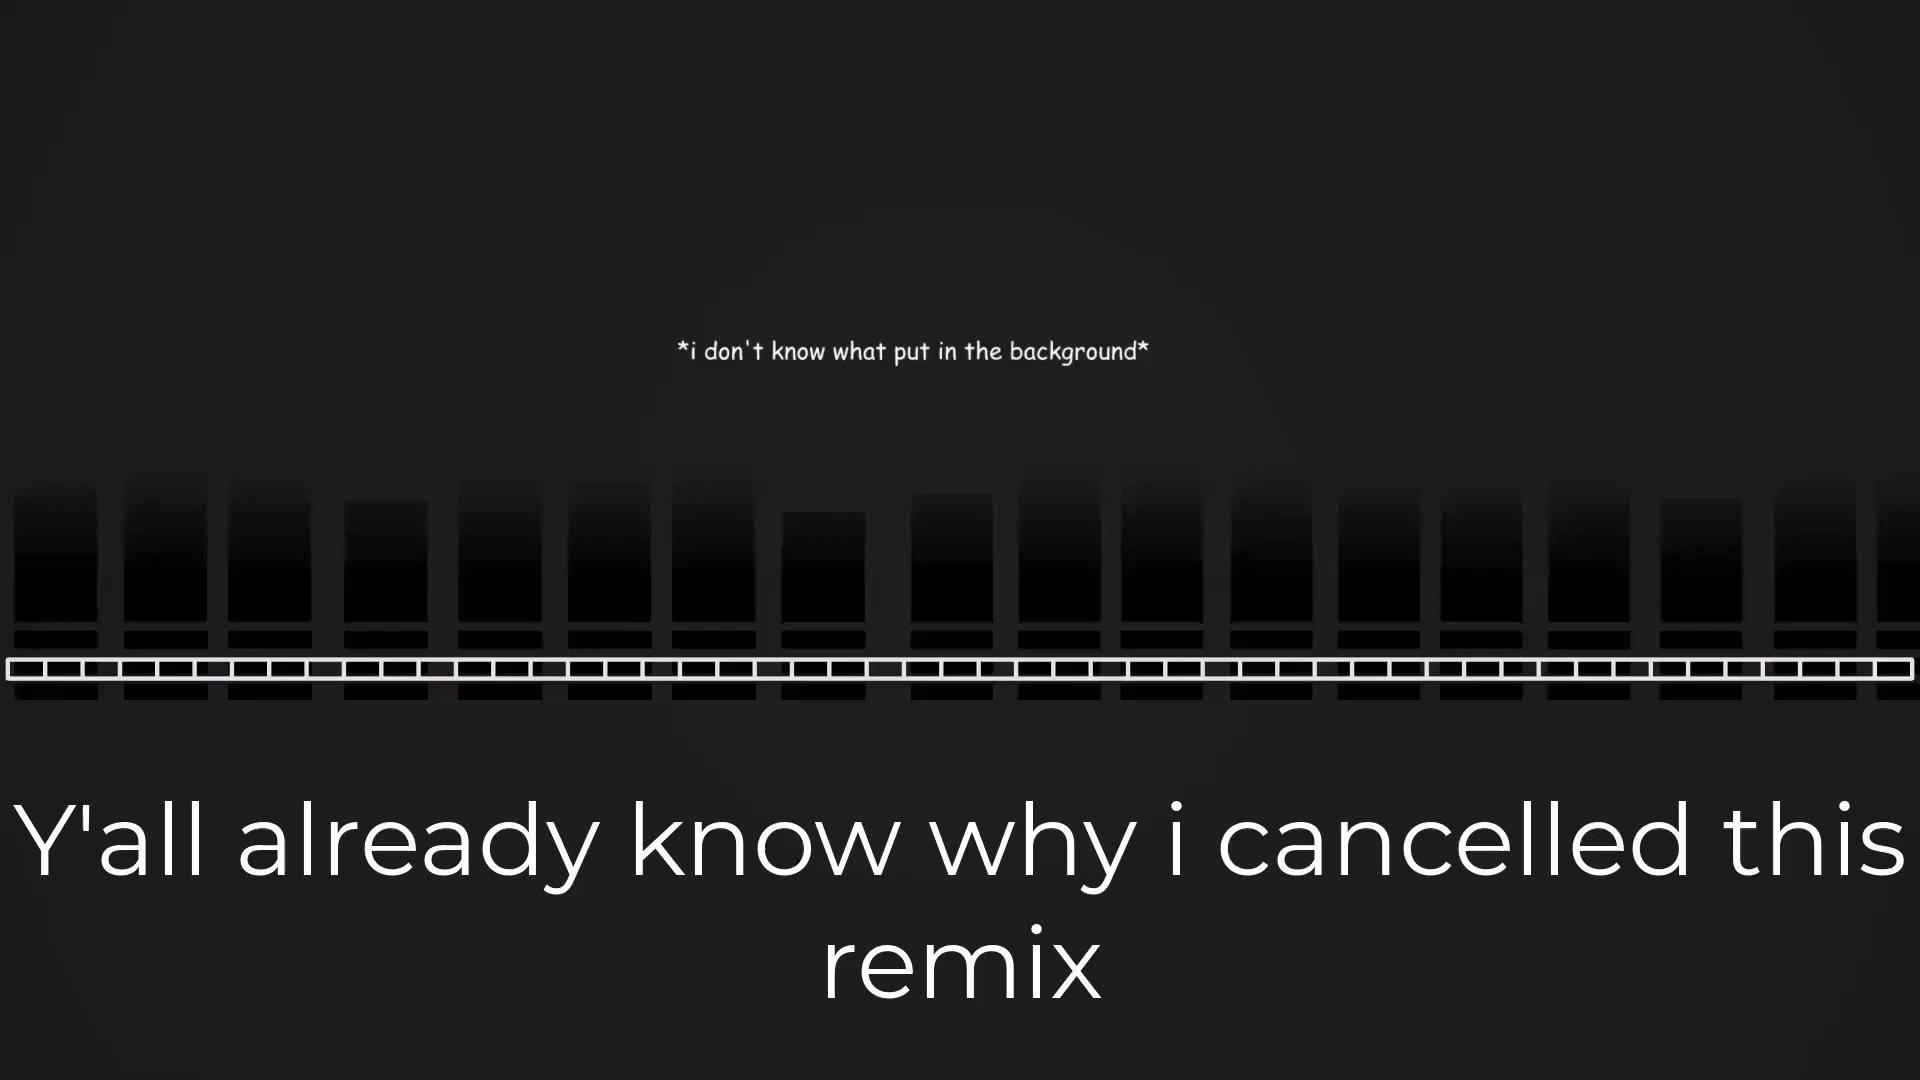 *i don't know what put in the background*
Y'all already know why i cancelled this
remix